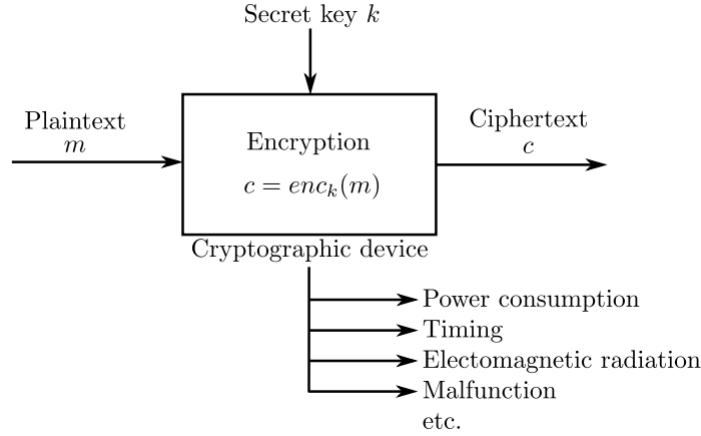 Secret key k
Plaintext
m
Encryption
c = enc_k(m)
Ciphertext
c
Cryptographic device
Power consumption
Timing
Electomagnetic radiation
Malfunction
etc.